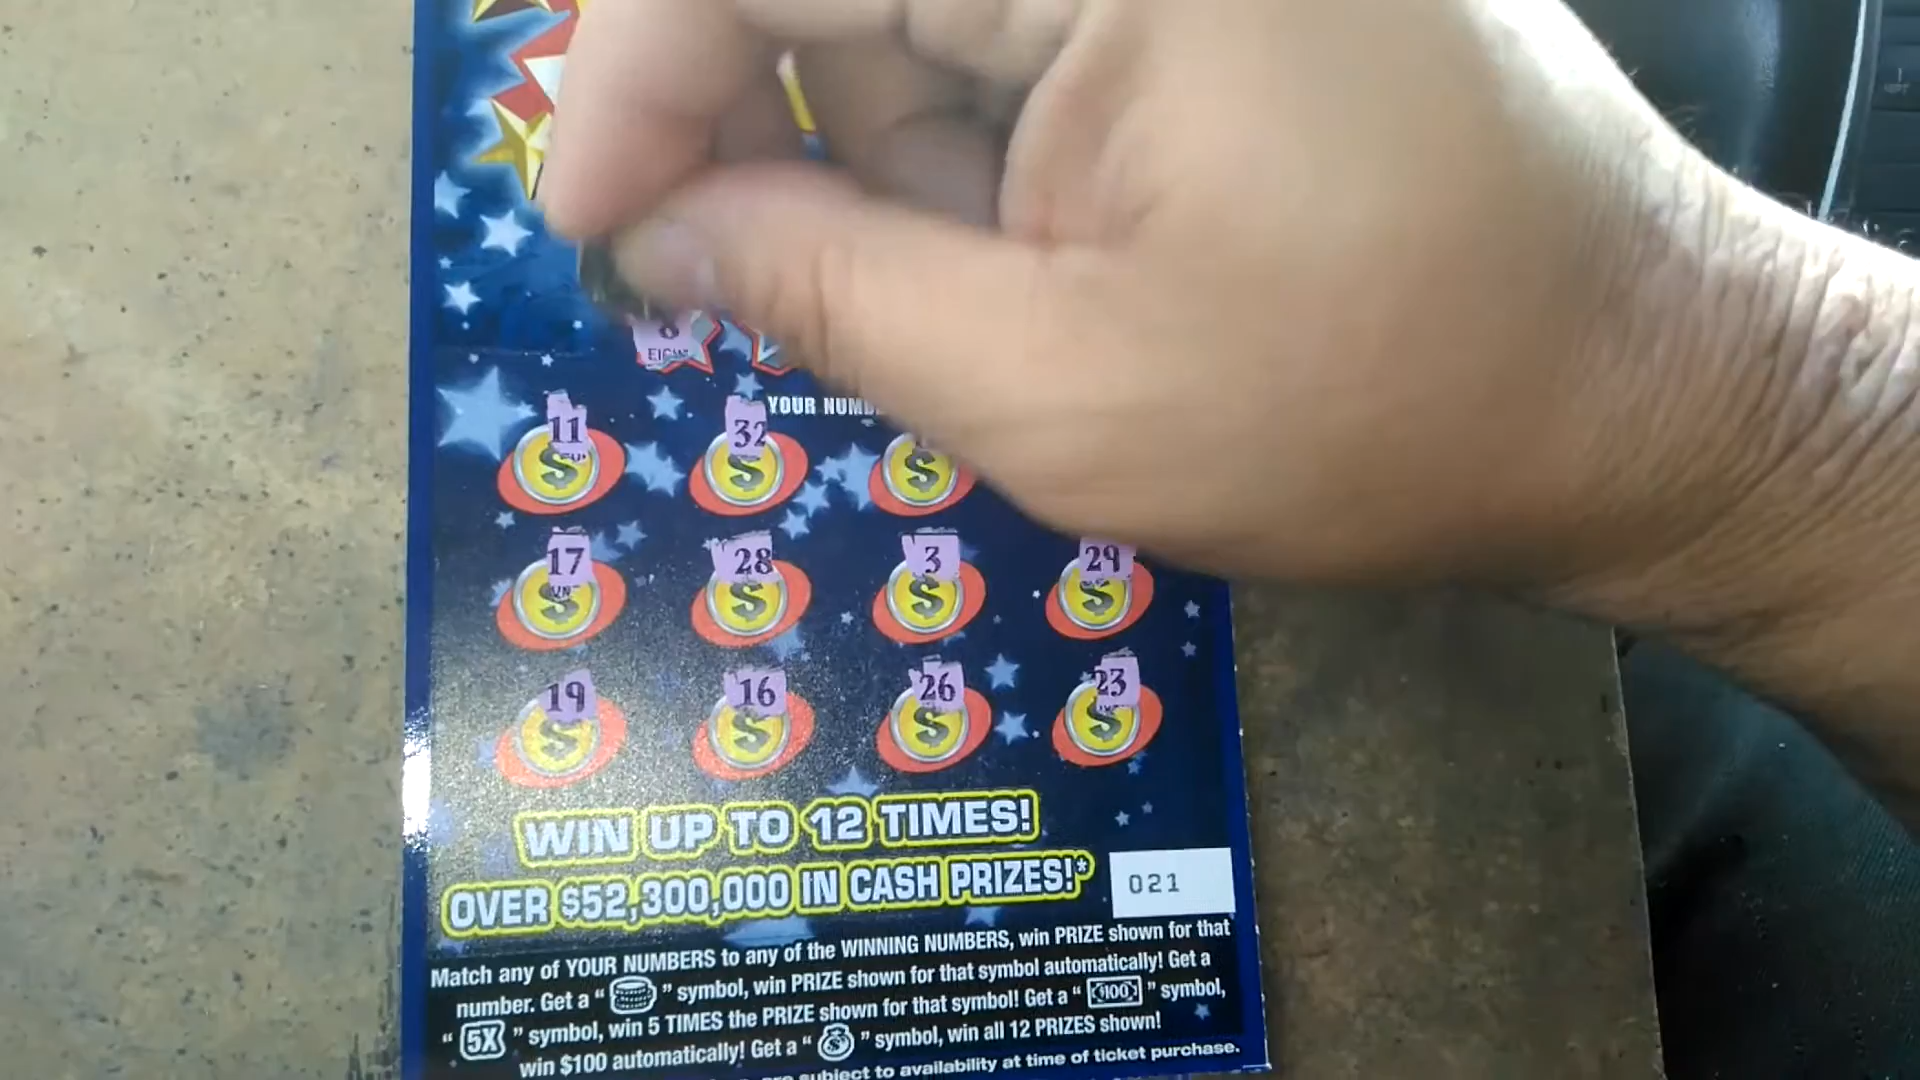 8
YOUR
11 32
17 28 3 29
19 16 26 23
WIN UP TO 12 TIMES!
OVER $52,300,000 IN CASH PRIZES!*
021
Match any of YOUR NUMBERS to any of the WINNING NUMBERS, win PRIZE shown for that
number. Get a “ ” symbol, win PRIZE shown for that symbol automatically! Get a
“ 5X ” symbol, win 5 TIMES the PRIZE shown for that symbol! Get a “ $100 ” symbol,
win $100 automatically! Get a “ $ ” symbol, win all 12 PRIZES shown!
subject to availability at time of ticket purchase.